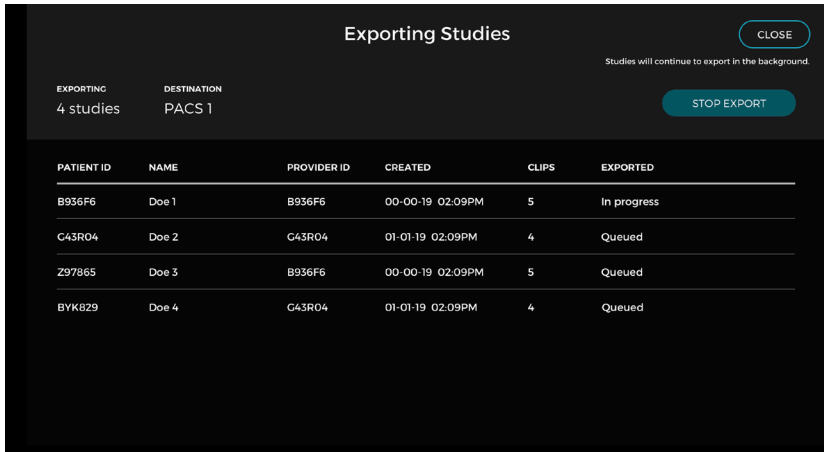 Exporting Studies
CLOSE
Studies will continue to export in the background.
EXPORTING DESTINATION
4 studies PACS 1
STOP EXPORT
PATIENT ID NAME PROVIDER ID CREATED CLIPS EXPORTED
B936F6 Doe 1 B936F6 00-00-19 02:09PM 5 In progress
G43R04 Doe 2 G43R04 01-01-19 02:09PM 4 Queued
Z97865 Doe 3 B936F6 00-00-19 02:09PM 5 Queued
BYK829 Doe 4 G43R04 01-01-19 02:09PM 4 Queued